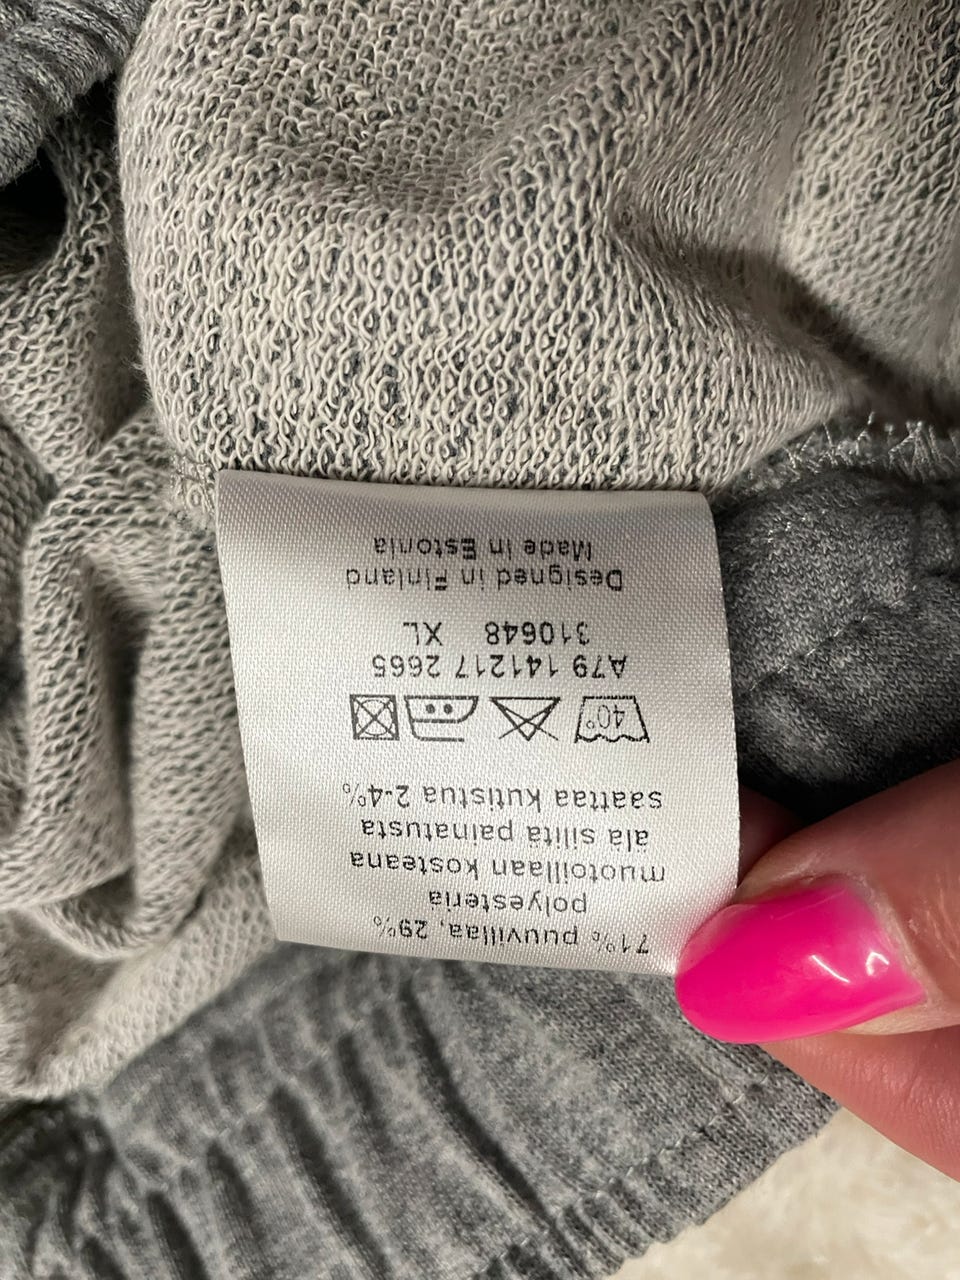 71% puuvillaa, 29%
polyesteria
muotoillaan kosteana
älä silitä painatusta
saattaa kutistua 2-4%
40°
A79 141217 2665
310648 XL
Designed in Finland
Made in Estonia